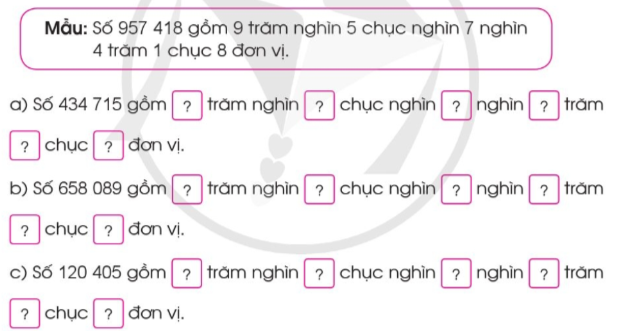 Mẫu: Số 957 418 gồm 9 trăm nghìn 5 chục nghìn 7 nghìn
4 trăm 1 chục 8 đơn vị.
a) Số 434 715 gồm ? trăm nghìn ? chục nghìn ? nghìn ? trăm
? chục ? đơn vị.
b) Số 658 089 gồm ? trăm nghìn ? chục nghìn ? nghìn ? trăm
? chục ? đơn vị.
c) Số 120 405 gồm ? trăm nghìn ? chục nghìn ? nghìn ? trăm
? chục ? đơn vị.